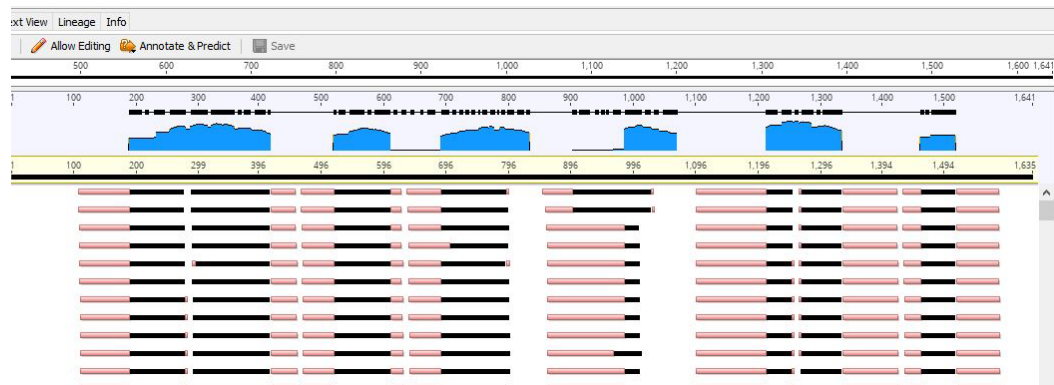 ext View Lineage Info
Allow Editing Annotate & Predict Save
500 600 700 800 900 1,000 1,100 1,200 1,300 1,400 1,500 1,600 1,641
1 100 200 300 400 500 600 700 800 900 1,000 1,100 1,200 1,300 1,400 1,500 1,641
1 100 200 299 396 496 596 696 796 896 996 1,096 1,196 1,296 1,394 1,494 1,635